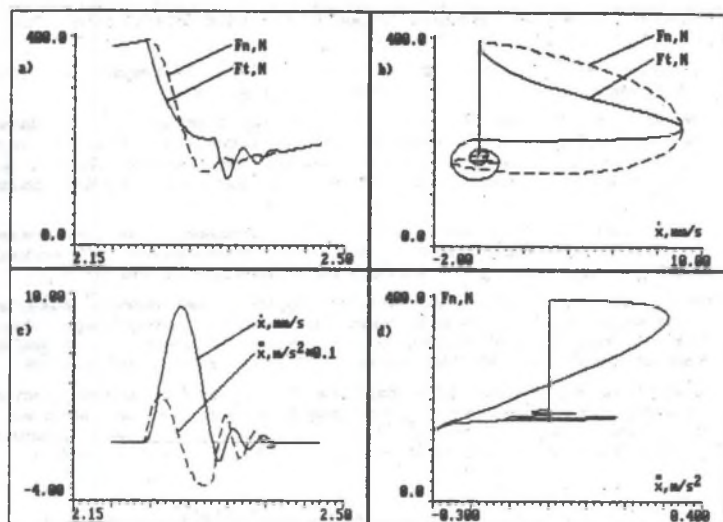 400.0
a)
Fn,M
Ft,M
0.0
2.15
2.50
400.0
b)
Fn,M
Ft,M
0.0
ẋ,mm/s
-2.00
10.00
10.00
c)
ẋ,mm/s
ẍ,m/s²*0.1
-4.00
2.15
2.50
400.0
Fn,M
d)
0.0
ẍ,m/s²
-0.300
0.400